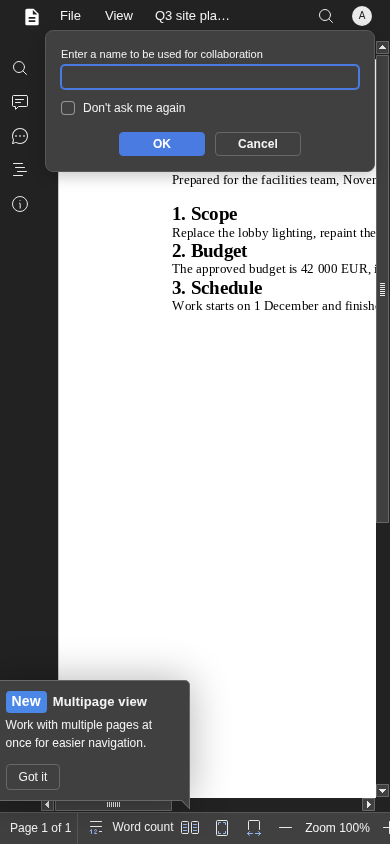 File View Q3 site pla… A
Enter a name to be used for collaboration
Don't ask me again
OK Cancel
Prepared for the facilities team, Nover
1. Scope
Replace the lobby lighting, repaint the
2. Budget
The approved budget is 42 000 EUR, i
3. Schedule
Work starts on 1 December and finish
New Multipage view
Work with multiple pages at
once for easier navigation.
Got it
Page 1 of 1 Word count Zoom 100%